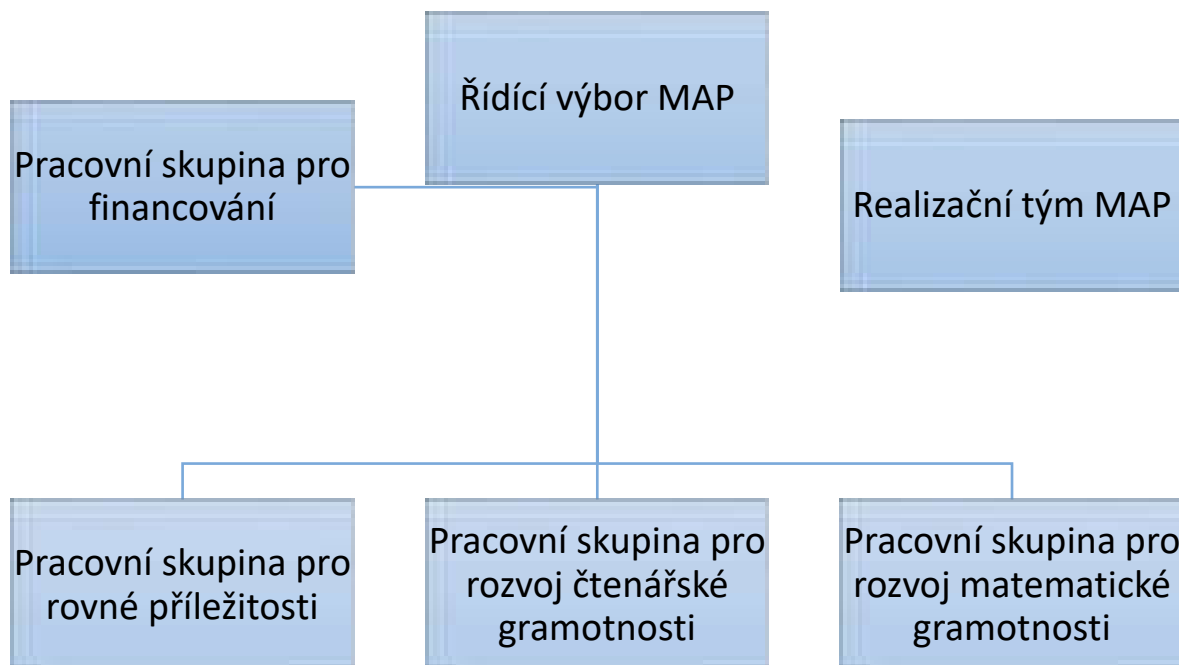 Řídící výbor MAP
Pracovní skupina pro
financování
Realizační tým MAP
Pracovní skupina pro
rovné příležitosti
Pracovní skupina pro
rozvoj čtenářské
gramotnosti
Pracovní skupina pro
rozvoj matematické
gramotnosti